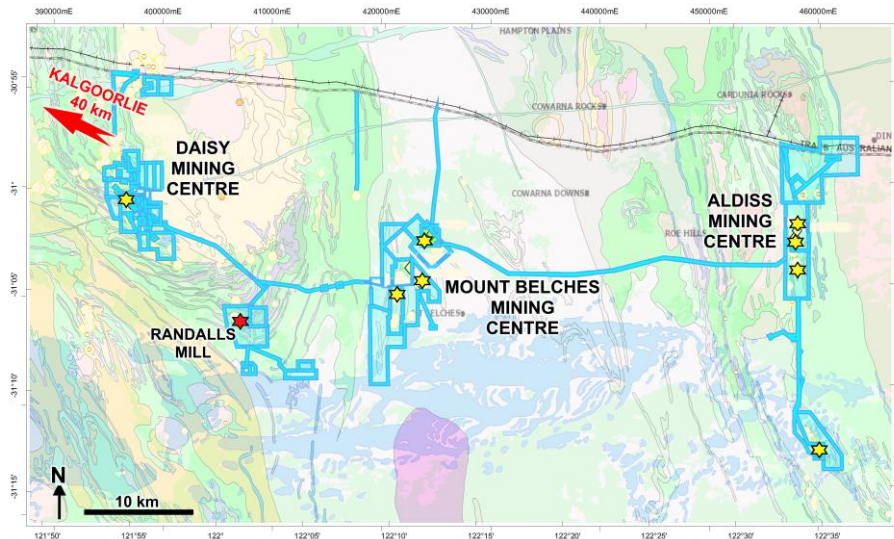 390000mE 400000mE 410000mE 420000mE 430000mE 440000mE 450000mE 460000mE
HAMPTON PLAINS
-30°55'
KALGOORLIE
40 km
CARDUNIA ROCKS
COWARNA ROCKS
DAISY
MINING
CENTRE
-31°
COWARNA DOWNS
ALDISS
MINING
CENTRE
ROE HILLS
-31°05'
MOUNT BELCHES
MINING
CENTRE
RANDALLS
MILL
-31°10'
-31°15'
N
10 km
121°50' 121°55' 122° 122°05' 122°10' 122°15' 122°20' 122°25' 122°30' 122°35'